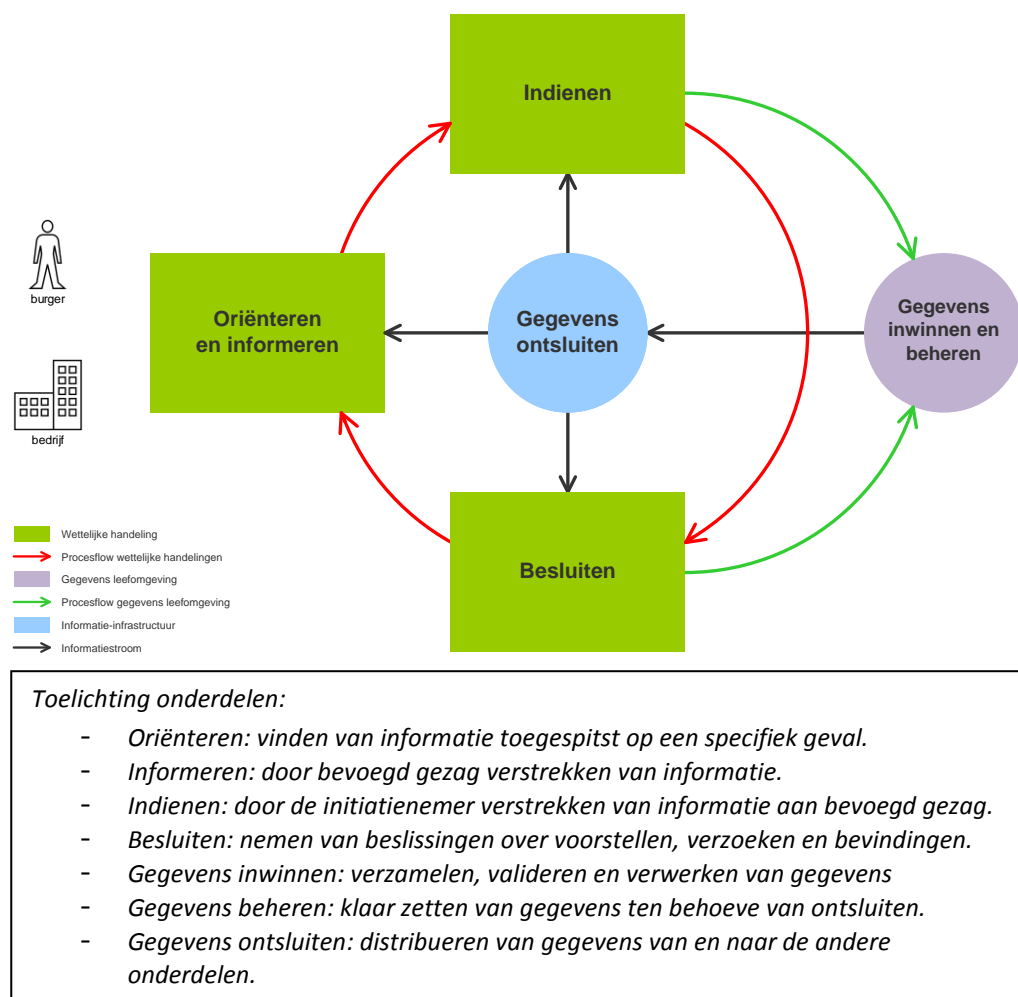 Indienen
burger
Oriënteren
en informeren
Gegevens
ontsluiten
Gegevens
inwinnen en
beheren
bedrijf
Besluiten
Wettelijke handeling
Procesflow wettelijke handelingen
Gegevens leefomgeving
Procesflow gegevens leefomgeving
Informatie-infrastructuur
Informatiestroom
Toelichting onderdelen:
- Oriënteren: vinden van informatie toegespitst op een specifiek geval.
- Informeren: door bevoegd gezag verstrekken van informatie.
- Indienen: door de initiatienemer verstrekken van informatie aan bevoegd gezag.
- Besluiten: nemen van beslissingen over voorstellen, verzoeken en bevindingen.
- Gegevens inwinnen: verzamelen, valideren en verwerken van gegevens
- Gegevens beheren: klaar zetten van gegevens ten behoeve van ontsluiten.
- Gegevens ontsluiten: distribueren van gegevens van en naar de andere
onderdelen.